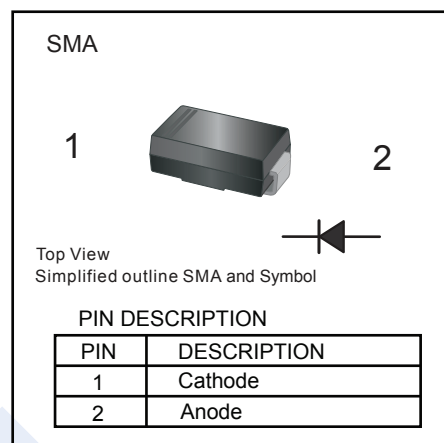 SMA
1
2
Top View
Simplified outline SMA and Symbol
PIN DESCRIPTION
PIN DESCRIPTION
1 Cathode
2 Anode